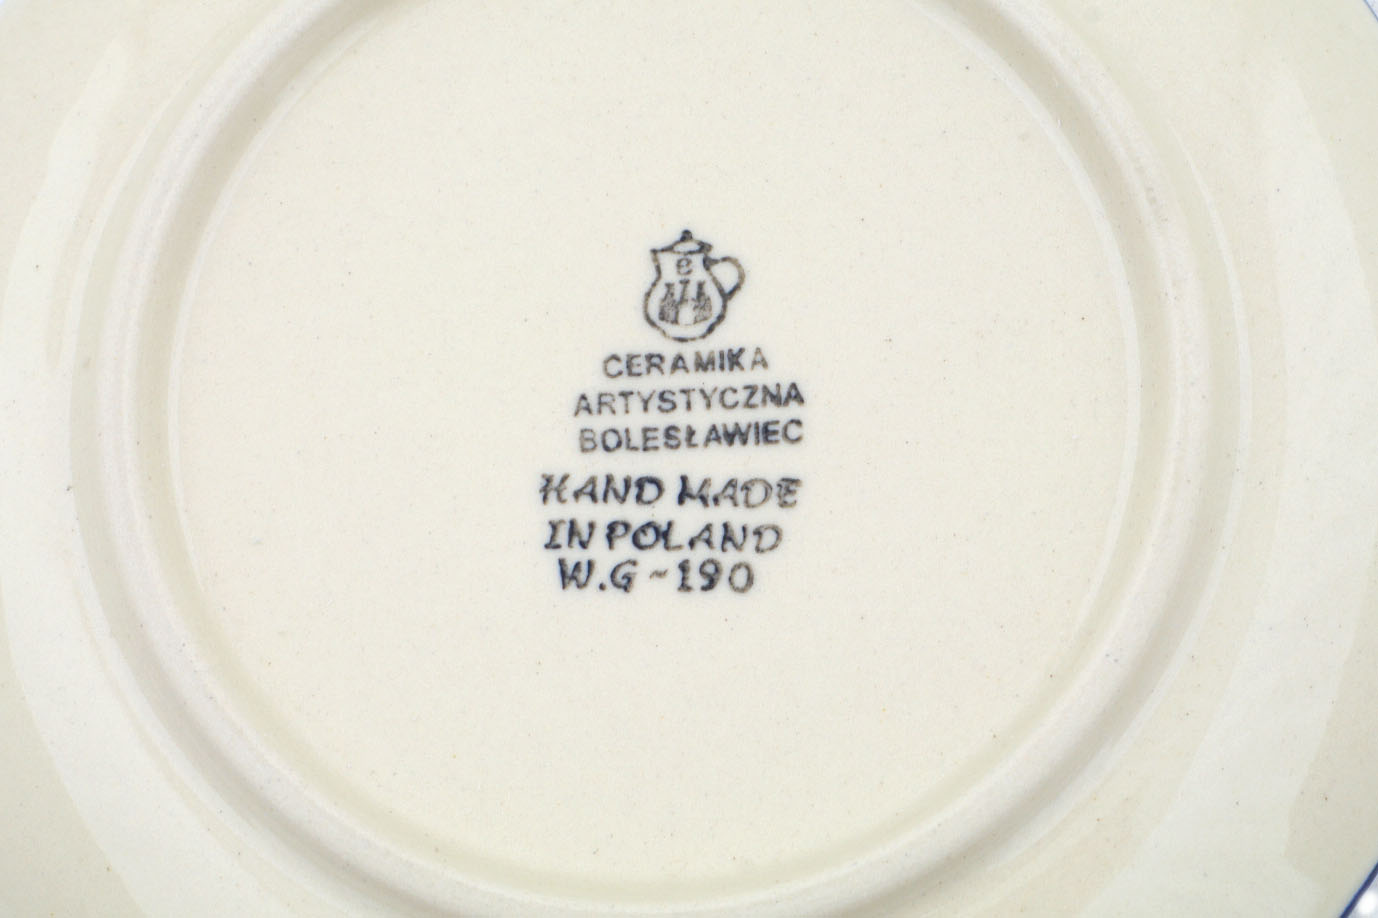 e
CERAMIKA
ARTYSTYCZNA
BOLESŁAWIEC
HAND MADE
IN POLAND
W.G ~ 190